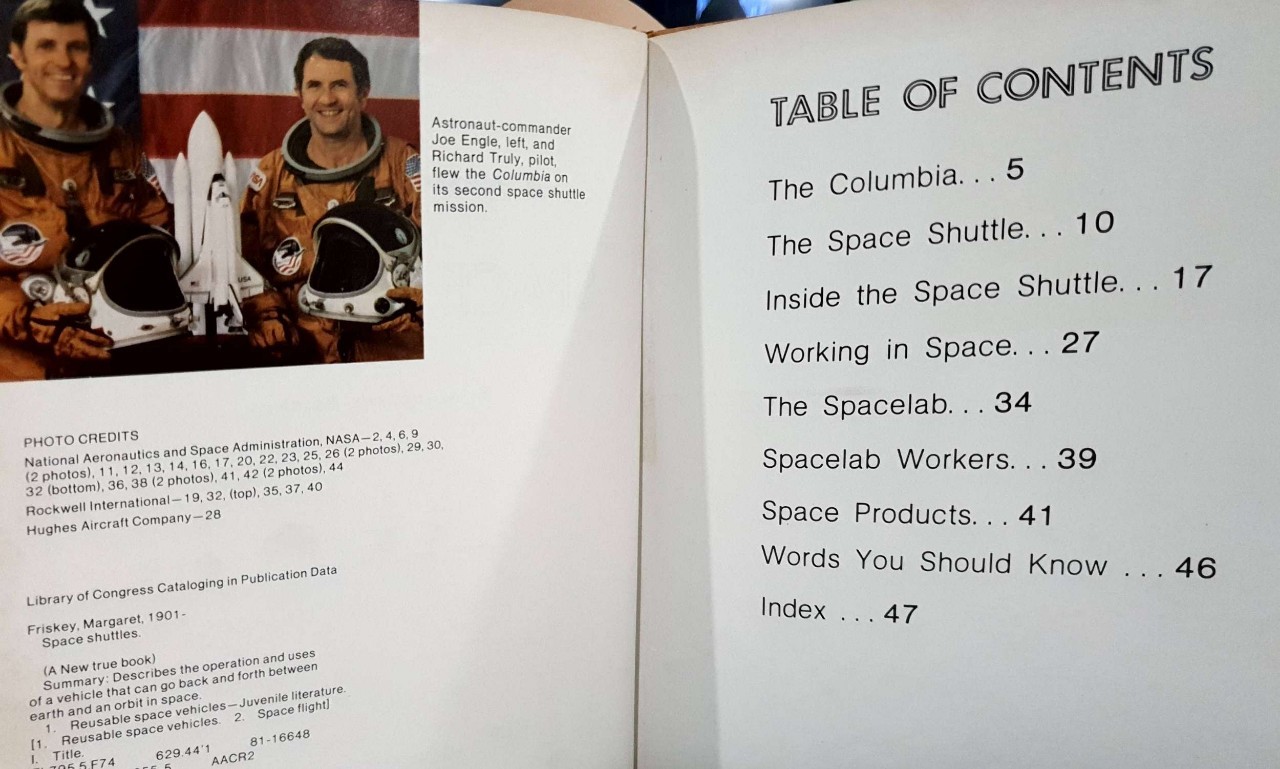 Astronaut-commander
Joe Engle, left, and
Richard Truly, pilot,
flew the Columbia on
its second space shuttle
mission.
USA
PHOTO CREDITS
National Aeronautics and Space Administration, NASA—2, 4, 6, 9
(2 photos), 11, 12, 13, 14, 16, 17, 20, 22, 23, 25, 26 (2 photos), 29, 30,
32 (bottom), 36, 38 (2 photos), 41, 42 (2 photos), 44
Rockwell International—19, 32, (top), 35, 37, 40
Hughes Aircraft Company—28
Library of Congress Cataloging in Publication Data
Friskey, Margaret, 1901-
Space shuttles.
(A New true book)
Summary: Describes the operation and uses
of a vehicle that can go back and forth between
earth and an orbit in space.
1. Reusable space vehicles—Juvenile literature.
[1. Reusable space vehicles. 2. Space flight]
I. Title.
629.44'1 81-16648
AACR2
TABLE OF CONTENTS
The Columbia. . . 5
The Space Shuttle. . . 10
Inside the Space Shuttle. . . 17
Working in Space. . . 27
The Spacelab. . . 34
Spacelab Workers. . . 39
Space Products. . . 41
Words You Should Know . . . 46
Index . . . 47